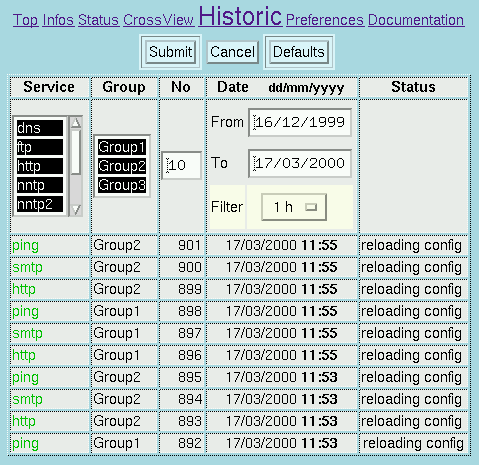 Top Infos Status CrossView Historic Preferences Documentation
Submit Cancel Defaults
Service Group No Date dd/mm/yyyy Status
dns
ftp
http
nntp
nntp2
Group1
Group2
Group3
10
From 16/12/1999
To 17/03/2000
Filter 1 h
ping Group2 901 17/03/2000 11:55 reloading config
smtp Group2 900 17/03/2000 11:55 reloading config
http Group2 899 17/03/2000 11:55 reloading config
ping Group1 898 17/03/2000 11:55 reloading config
smtp Group1 897 17/03/2000 11:55 reloading config
http Group1 896 17/03/2000 11:55 reloading config
ping Group2 895 17/03/2000 11:53 reloading config
smtp Group2 894 17/03/2000 11:53 reloading config
http Group2 893 17/03/2000 11:53 reloading config
ping Group1 892 17/03/2000 11:53 reloading config